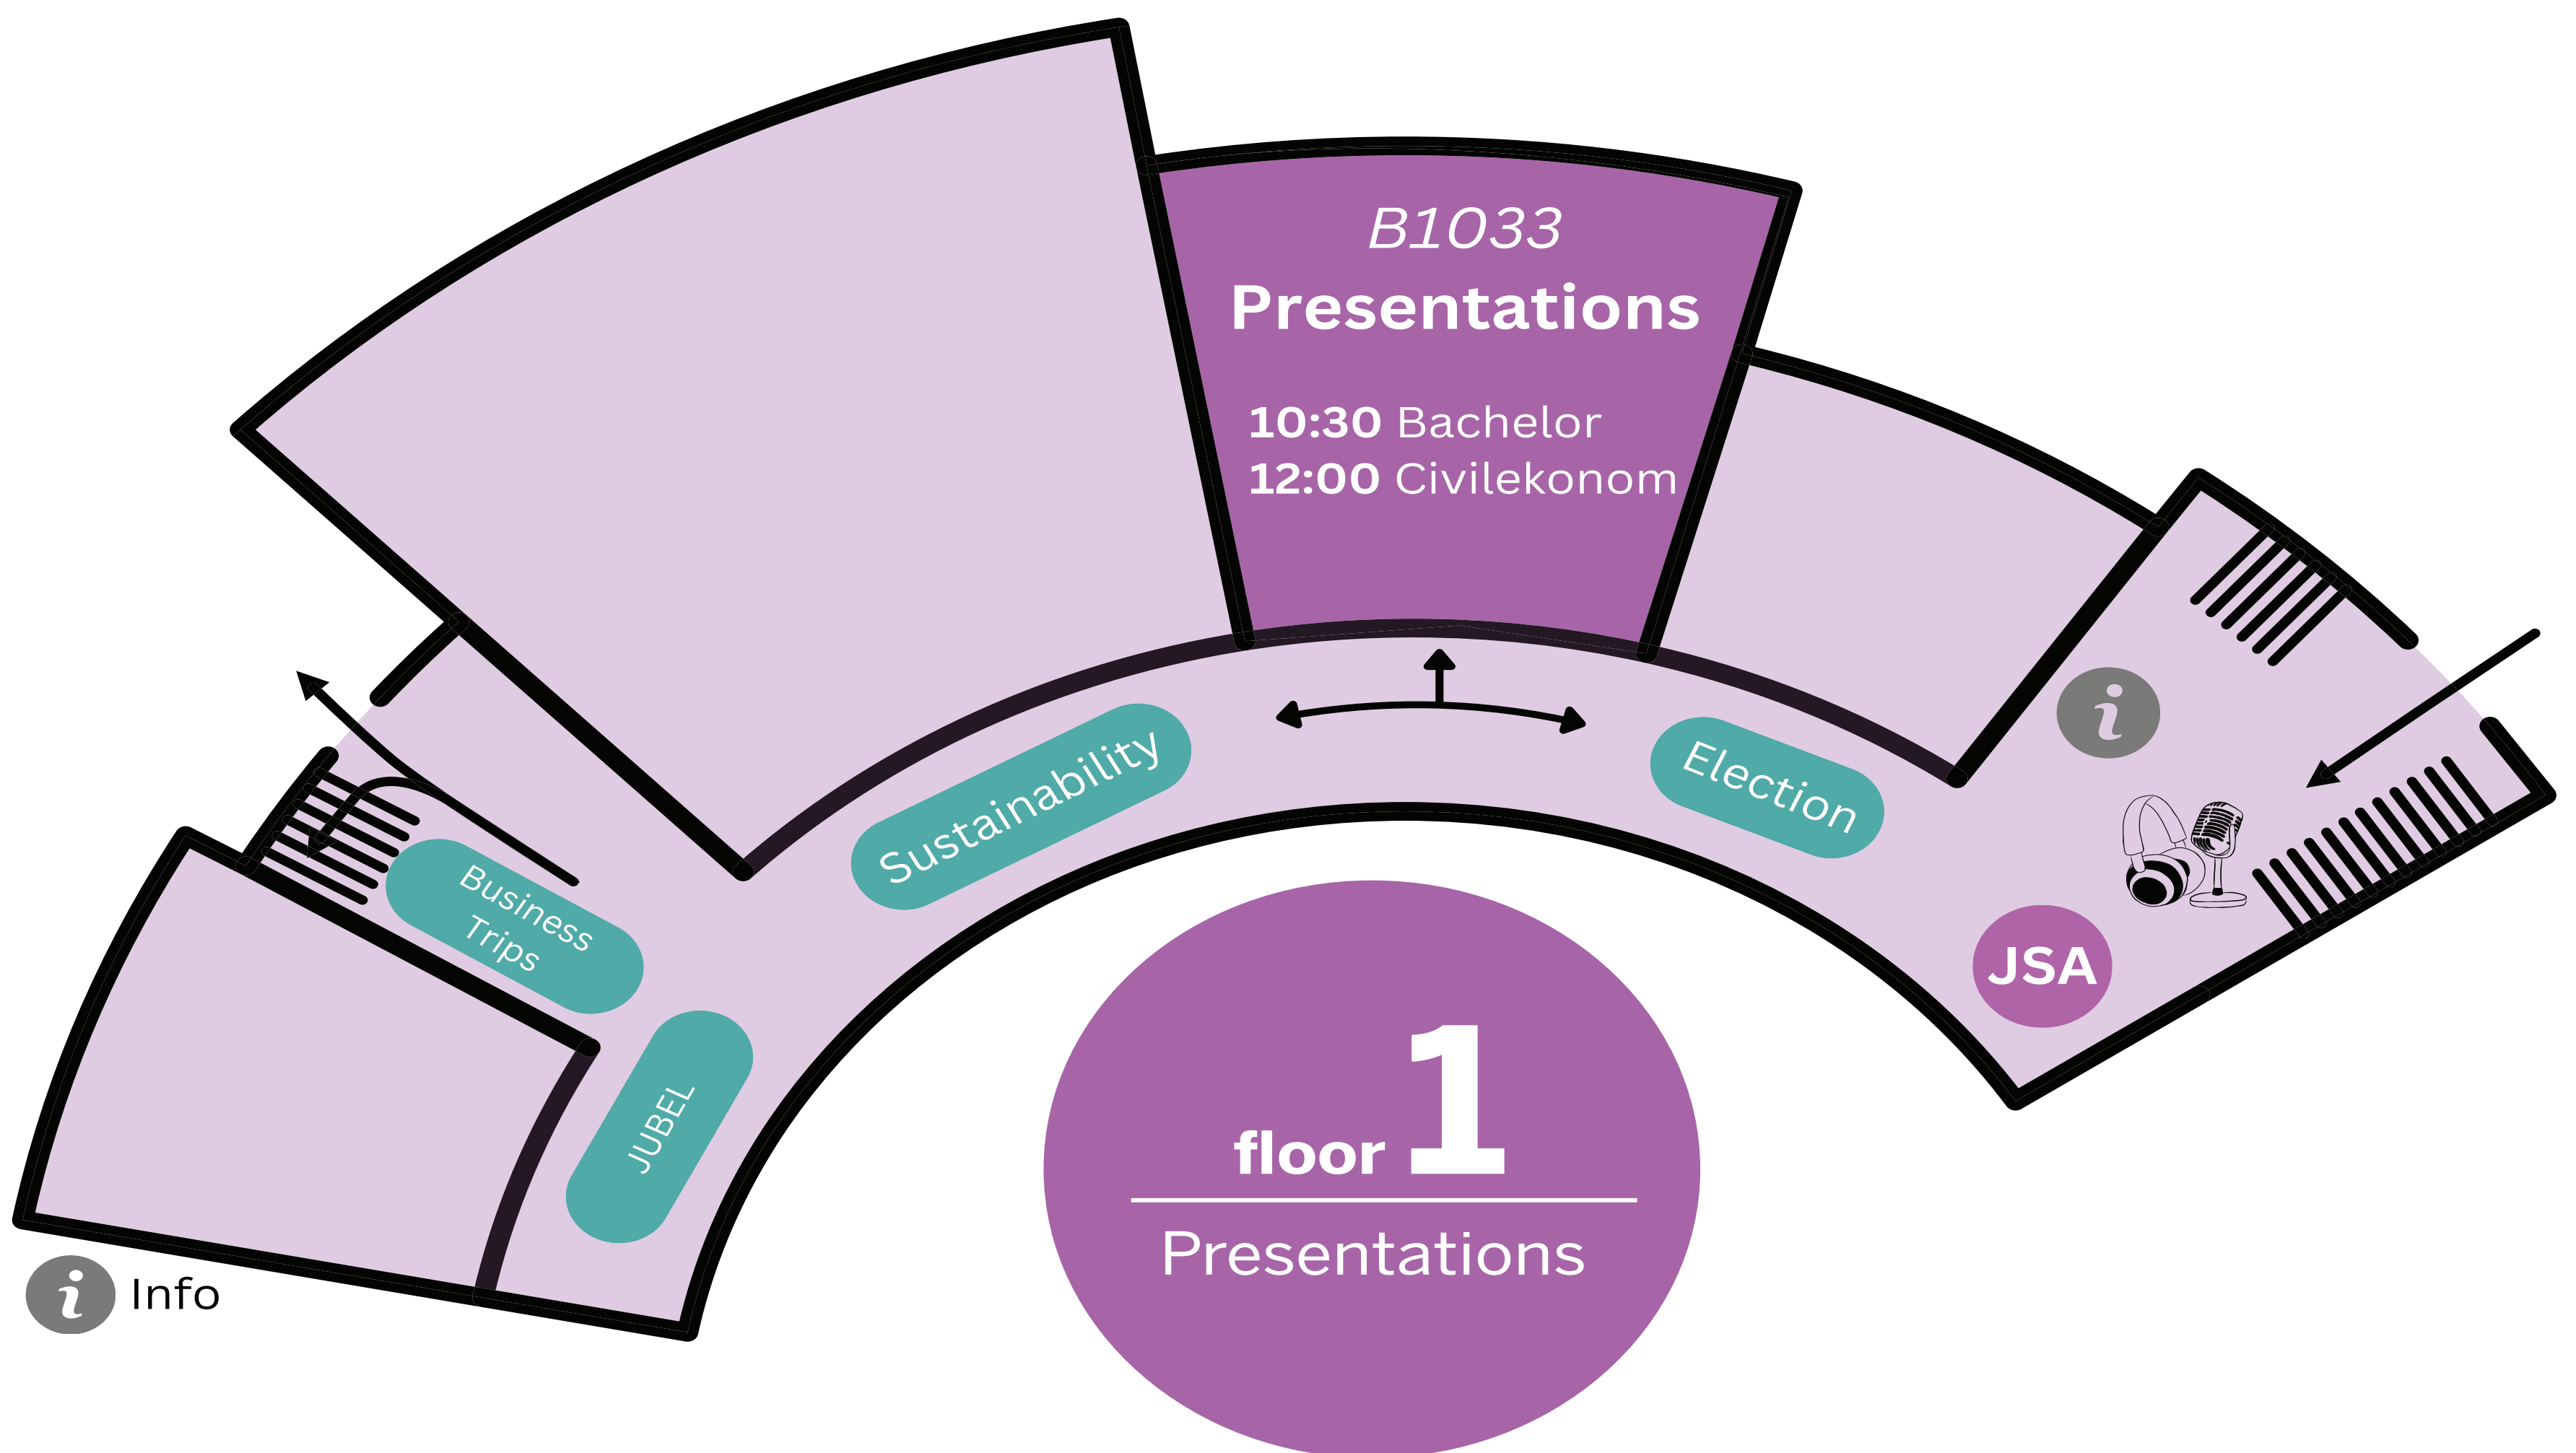 B1033
Presentations
10:30 Bachelor
12:00 Civilekonom
Sustainability
Election
Business
Trips
JUBEL
JSA
floor 1
Presentations
i
i Info